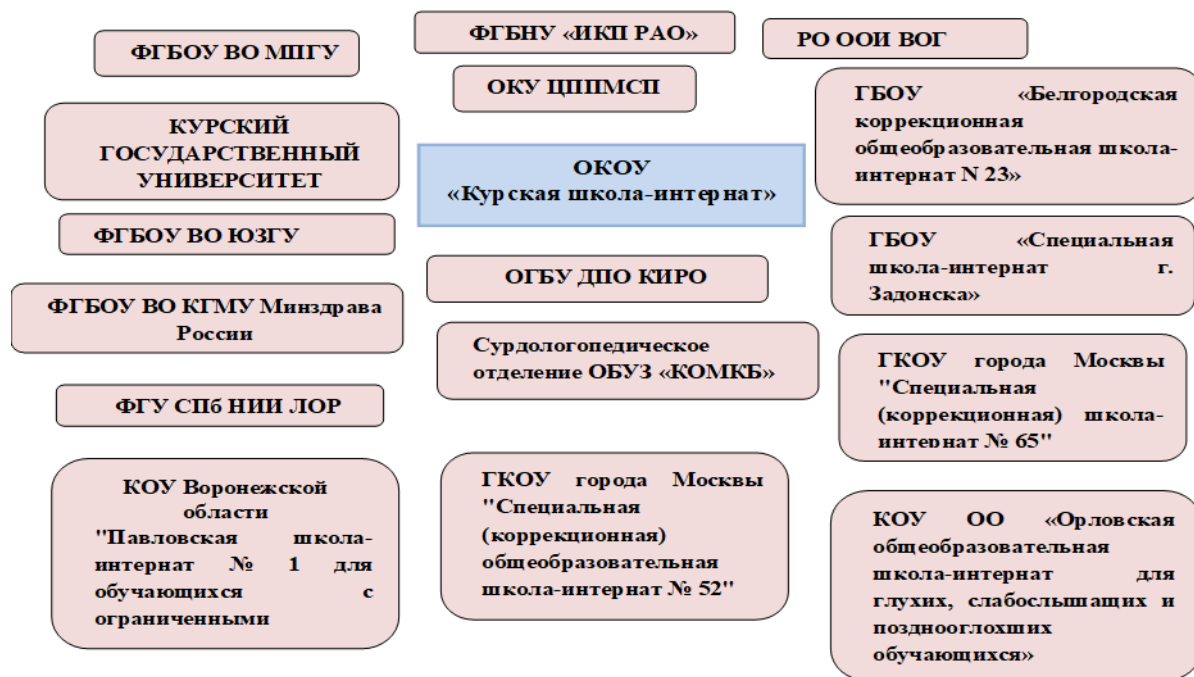 ФГБОУ ВО МПГУ
ФГБНУ «ИКП РАО»
РО ООИ ВОГ
ОКУ ЦППМСП
КУРСКИЙ
ГОСУДАРСТВЕННЫЙ
УНИВЕРСИТЕТ
ОКОУ
«Курская школа-интернат»
ГБОУ «Белгородская
коррекционная
общеобразовательная школа-
интернат N 23»
ФГБОУ ВО ЮЗГУ
ОГБУ ДПО КИРО
ГБОУ «Специальная
школа-интернат г.
Задонска»
ФГБОУ ВО КГМУ Минздрава
России
Сурдологопедическое
отделение ОБУЗ «КОМКБ»
ГКОУ города Москвы
"Специальная
(коррекционная) школа-
интернат № 65"
ФГУ СПб НИИ ЛОР
КОУ Воронежской
области
"Павловская школа-
интернат № 1 для
обучающихся с
ограниченными
ГКОУ города Москвы
"Специальная
(коррекционная)
общеобразовательная
школа-интернат № 52"
КОУ ОО «Орловская
общеобразовательная
школа-интернат для
глухих, слабослышащих и
позднооглохших
обучающихся»